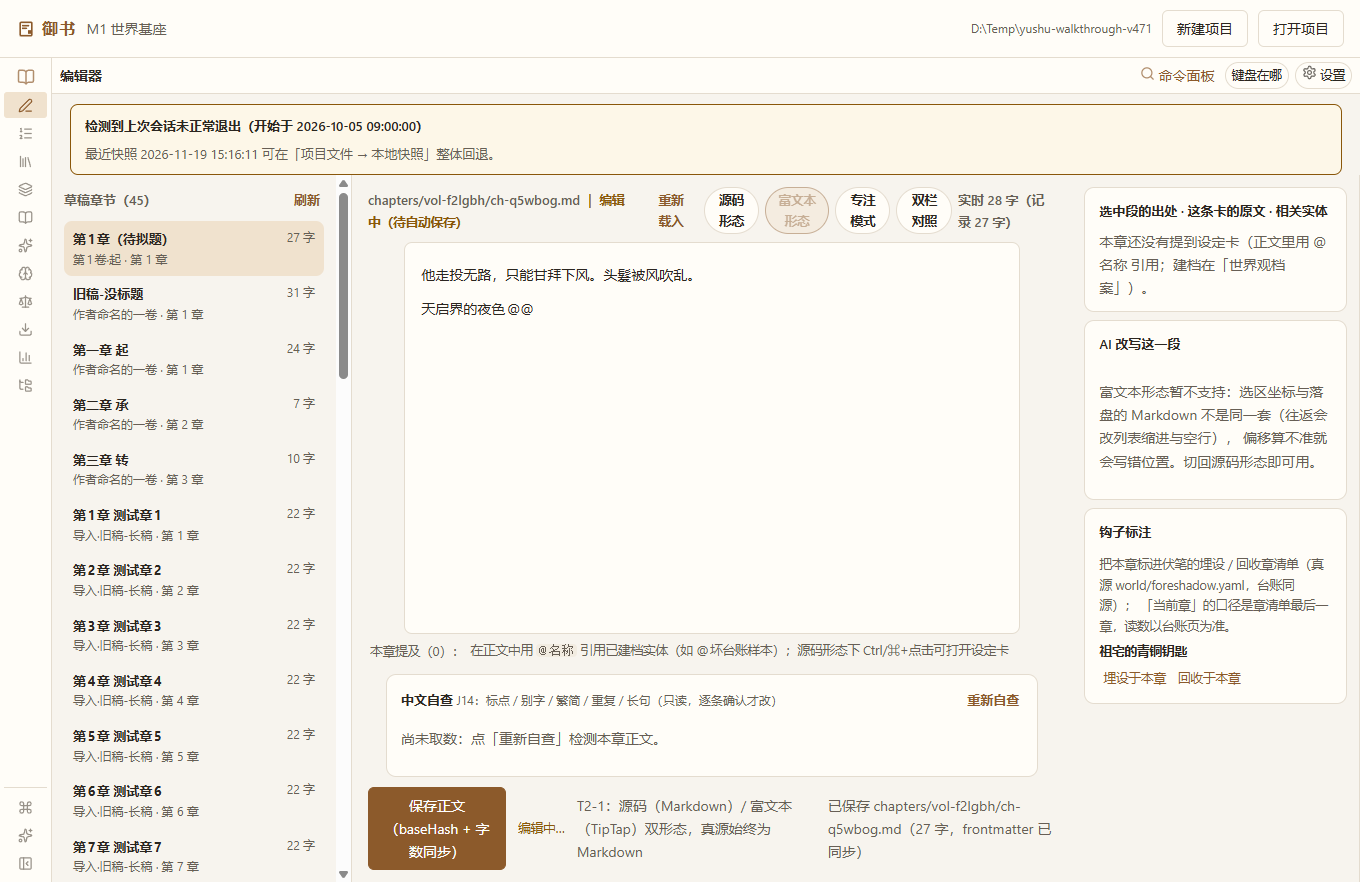 御书 M1 世界基座
D:\Temp\yushu-walkthrough-v471
新建项目
打开项目
编辑器
命令面板
键盘在哪
设置
检测到上次会话未正常退出（开始于 2026-10-05 09:00:00）
最近快照 2026-11-19 15:16:11 可在「项目文件 → 本地快照」整体回退。
草稿章节（45）
刷新
第1章（待拟题） 27 字
第1卷·起 · 第 1 章
旧稿-没标题 31 字
作者命名的一卷 · 第 1 章
第一章 起 24 字
作者命名的一卷 · 第 1 章
第二章 承 7 字
作者命名的一卷 · 第 2 章
第三章 转 10 字
作者命名的一卷 · 第 3 章
第1章 测试章1 22 字
导入·旧稿-长稿 · 第 1 章
第2章 测试章2 22 字
导入·旧稿-长稿 · 第 2 章
第3章 测试章3 22 字
导入·旧稿-长稿 · 第 3 章
第4章 测试章4 22 字
导入·旧稿-长稿 · 第 4 章
第5章 测试章5 22 字
导入·旧稿-长稿 · 第 5 章
第6章 测试章6 22 字
导入·旧稿-长稿 · 第 6 章
第7章 测试章7 22 字
导入·旧稿-长稿 · 第 7 章
chapters/vol-f2lgbh/ch-q5wbog.md | 编辑
中（待自动保存）
重新
载入
源码
形态
富文本
形态
专注
模式
双栏
对照
实时 28 字（记
录 27 字）
他走投无路，只能甘拜下风。头髮被风吹乱。
天启界的夜色@@
本章提及（0）： 在正文中用 @名称 引用已建档实体（如 @坏台账样本）；源码形态下 Ctrl/⌘+点击可打开设定卡
中文自查 J14：标点 / 别字 / 繁简 / 重复 / 长句（只读，逐条确认才改）
重新自查
尚未取数：点「重新自查」检测本章正文。
保存正文
（baseHash + 字
数同步）
编辑中...
T2-1：源码（Markdown）/ 富文本
（TipTap）双形态，真源始终为
Markdown
已保存 chapters/vol-f2lgbh/ch-
q5wbog.md（27 字，frontmatter 已
同步）
选中段的出处 · 这条卡的原文 · 相关实体
本章还没有提到设定卡（正文里用 @
名称 引用；建档在「世界观档
案」）。
AI 改写这一段
富文本形态暂不支持：选区坐标与落
盘的 Markdown 不是同一套（往返会
改列表缩进与空行）， 偏移算不准就
会写错位置。切回源码形态即可用。
钩子标注
把本章标进伏笔的埋设 / 回收章清单（真
源 world/foreshadow.yaml，台账同
源）； 「当前章」的口径是章清单最后一
章，读数以台账页为准。
祖宅的青铜钥匙
埋设于本章 回收于本章